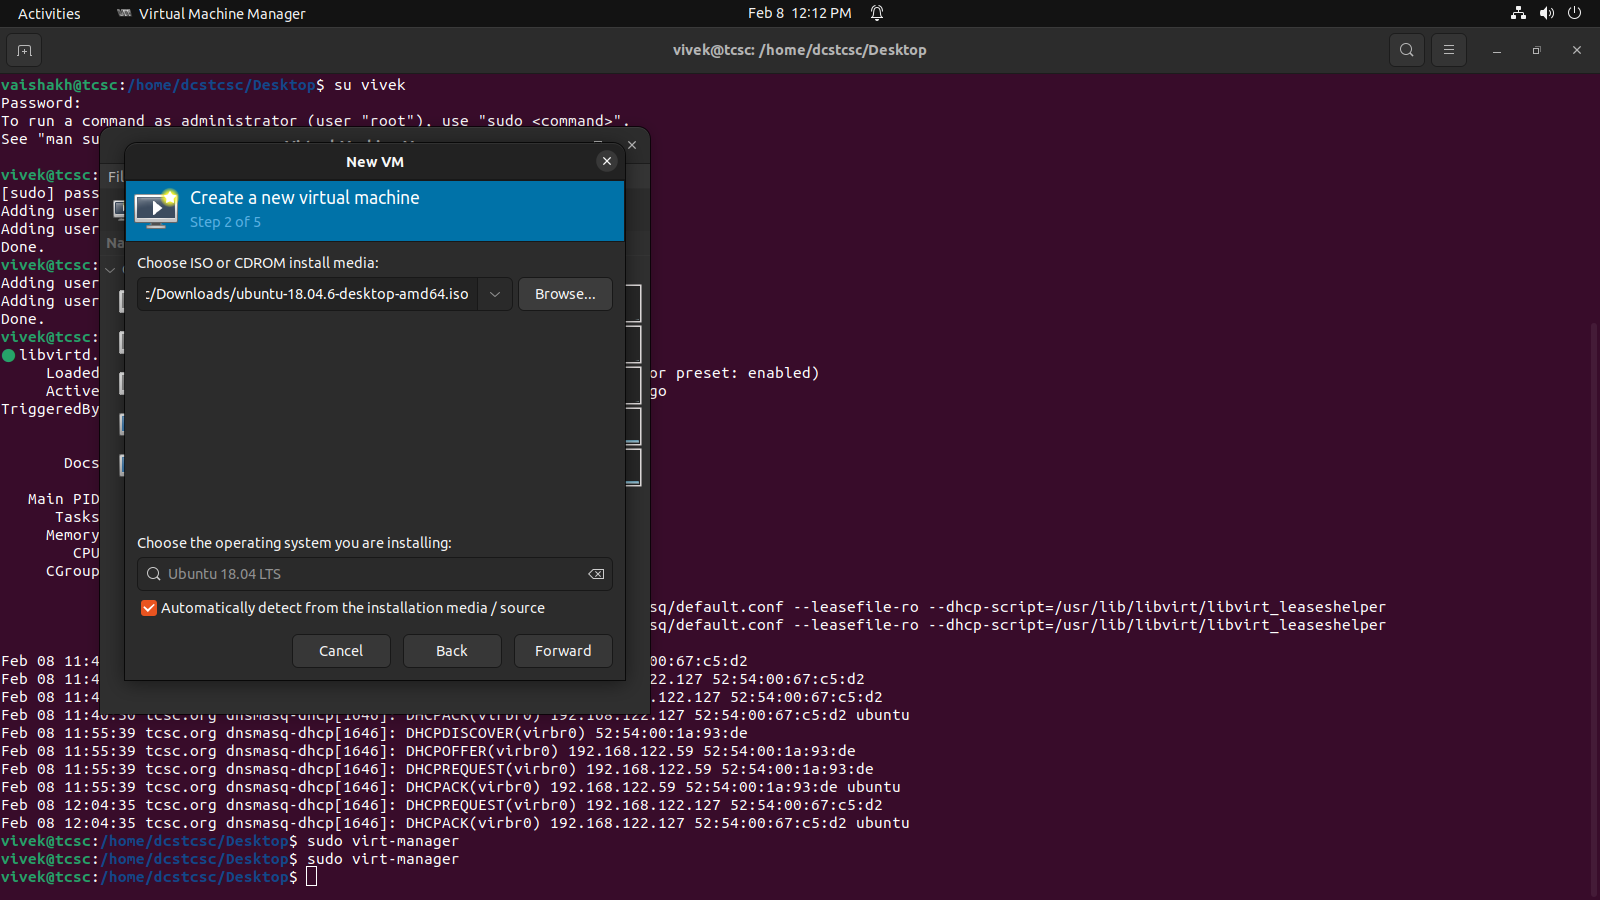 Activities
Virtual Machine Manager
Feb 8 12:12 PM
vivek@tcsc: /home/dcstcsc/Desktop
vaishakh@tcsc:/home/dcstcsc/Desktop$ su vivek
Password:
To run a command as administrator (user "root"), use "sudo <command>".
See "man su
vivek@tcsc:
[sudo] pass
Adding user
Adding user
Done.
vivek@tcsc:
Adding user
Adding user
Done.
vivek@tcsc:
libvirtd.
Loaded
or preset: enabled)
Active
go
TriggeredBy
Docs
Main PID
Tasks
Memory
CPU
CGroup
sq/default.conf --leasefile-ro --dhcp-script=/usr/lib/libvirt/libvirt_leaseshelper
sq/default.conf --leasefile-ro --dhcp-script=/usr/lib/libvirt/libvirt_leaseshelper
Fil
Na
New VM
Create a new virtual machine
Step 2 of 5
Choose ISO or CDROM install media:
:/Downloads/ubuntu-18.04.6-desktop-amd64.iso
Browse...
Choose the operating system you are installing:
Ubuntu 18.04 LTS
Automatically detect from the installation media / source
Cancel
Back
Forward
Feb 08 11:4
00:67:c5:d2
Feb 08 11:4
22.127 52:54:00:67:c5:d2
Feb 08 11:4
.122.127 52:54:00:67:c5:d2
Feb 08 11:46:36 tcsc.org dnsmasq-dhcp[1646]: DHCPACK(virbr0) 192.168.122.127 52:54:00:67:c5:d2 ubuntu
Feb 08 11:55:39 tcsc.org dnsmasq-dhcp[1646]: DHCPDISCOVER(virbr0) 52:54:00:1a:93:de
Feb 08 11:55:39 tcsc.org dnsmasq-dhcp[1646]: DHCPOFFER(virbr0) 192.168.122.59 52:54:00:1a:93:de
Feb 08 11:55:39 tcsc.org dnsmasq-dhcp[1646]: DHCPREQUEST(virbr0) 192.168.122.59 52:54:00:1a:93:de
Feb 08 11:55:39 tcsc.org dnsmasq-dhcp[1646]: DHCPACK(virbr0) 192.168.122.59 52:54:00:1a:93:de ubuntu
Feb 08 12:04:35 tcsc.org dnsmasq-dhcp[1646]: DHCPREQUEST(virbr0) 192.168.122.127 52:54:00:67:c5:d2
Feb 08 12:04:35 tcsc.org dnsmasq-dhcp[1646]: DHCPACK(virbr0) 192.168.122.127 52:54:00:67:c5:d2 ubuntu
vivek@tcsc:/home/dcstcsc/Desktop$ sudo virt-manager
vivek@tcsc:/home/dcstcsc/Desktop$ sudo virt-manager
vivek@tcsc:/home/dcstcsc/Desktop$